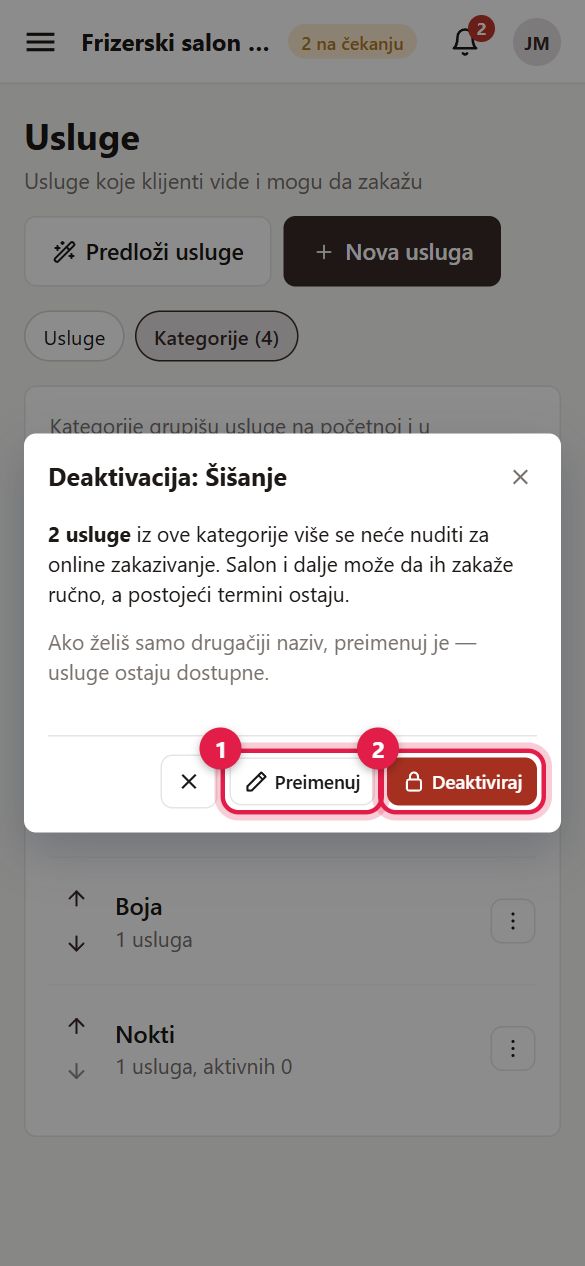 Frizerski salon ...
2 na čekanju
2
JM
Usluge
Usluge koje klijenti vide i mogu da zakažu
Predloži usluge
+ Nova usluga
Usluge
Kategorije (4)
Kategorije grupišu usluge na početnoj i u
Deaktivacija: Šišanje
2 usluge iz ove kategorije više se neće nuditi za
online zakazivanje. Salon i dalje može da ih zakaže
ručno, a postojeći termini ostaju.
Ako želiš samo drugačiji naziv, preimenuj je —
usluge ostaju dostupne.
1
2
Preimenuj
Deaktiviraj
Boja
1 usluga
Nokti
1 usluga, aktivnih 0